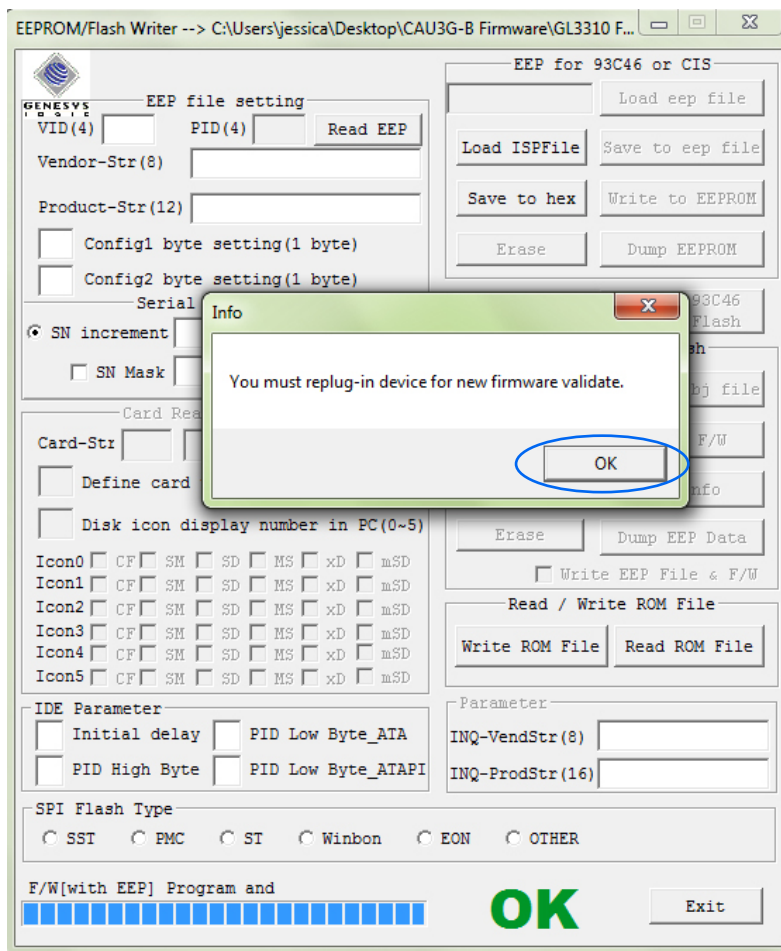 EEPROM/Flash Writer --> C:\Users\jessica\Desktop\CAU3G-B Firmware\GL3310 F...
GENESYS
LOGIC
EEP file setting
VID(4) PID(4) Read EEP
Vendor-Str(8)
Product-Str(12)
Config1 byte setting(1 byte)
Config2 byte setting(1 byte)
Serial
SN increment
SN Mask
EEP for 93C46 or CIS
Load eep file
Load ISPFile Save to eep file
Save to hex Write to EEPROM
Erase Dump EEPROM
93C46
Flash
Info
You must replug-in device for new firmware validate.
OK
bj file
F/W
nfo
Card Rea
Card-Str
Define card
Disk icon display number in PC(0~5)
Icon0 CF SM SD MS xD mSD
Icon1 CF SM SD MS xD mSD
Icon2 CF SM SD MS xD mSD
Icon3 CF SM SD MS xD mSD
Icon4 CF SM SD MS xD mSD
Icon5 CF SM SD MS xD mSD
Erase Dump EEP Data
Write EEP File & F/W
Read / Write ROM File
Write ROM File Read ROM File
IDE Parameter
Initial delay PID Low Byte_ATA
PID High Byte PID Low Byte_ATAPI
Parameter
INQ-VendStr(8)
INQ-ProdStr(16)
SPI Flash Type
SST PMC ST Winbon EON OTHER
F/W[with EEP] Program and
OK
Exit